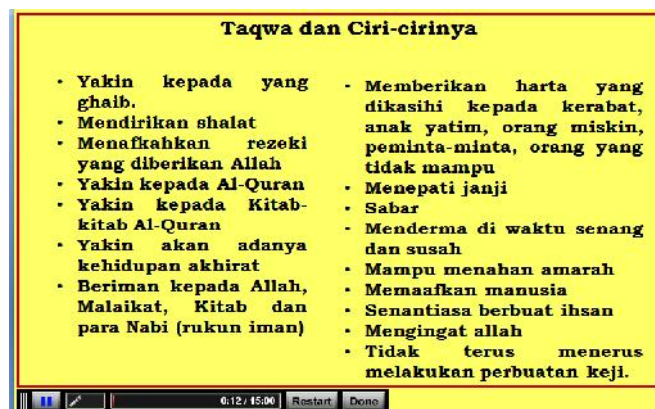 Taqwa dan Ciri-cirinya
• Yakin kepada yang
ghaib.
• Mendirikan shalat
• Menafkahkan rezeki
yang diberikan Allah
• Yakin kepada Al-Quran
• Yakin kepada Kitab-
kitab Al-Quran
• Yakin akan adanya
kehidupan akhirat
• Beriman kepada Allah,
Malaikat, Kitab dan
para Nabi (rukun iman)
• Memberikan harta yang
dikasihi kepada kerabat,
anak yatim, orang miskin,
peminta-minta, orang yang
tidak mampu
• Menepati janji
• Sabar
• Menderma di waktu senang
dan susah
• Mampu menahan amarah
• Memaafkan manusia
• Senantiasa berbuat ihsan
• Mengingat allah
• Tidak terus menerus
melakukan perbuatan keji.
0:12 / 15:00 Restart Done